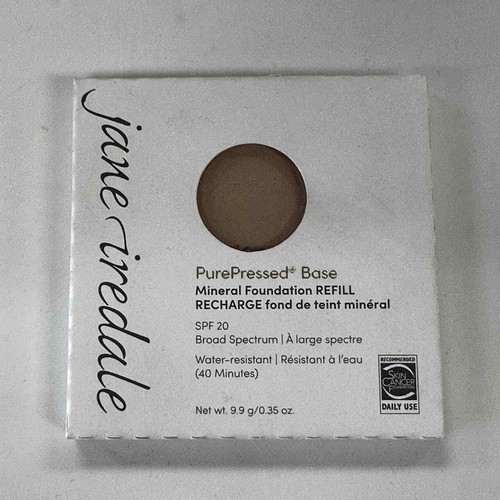 jane iredale
PurePressed® Base
Mineral Foundation REFILL
RECHARGE fond de teint minéral
SPF 20
Broad Spectrum | À large spectre
Water-resistant | Résistant à l'eau
(40 Minutes)
Net wt. 9.9 g/0.35 oz.
RECOMMENDED
SKIN
CANCER
FOUNDATION
DAILY USE